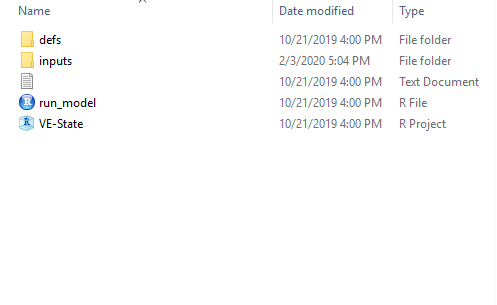 Name Date modified Type
defs 10/21/2019 4:00 PM File folder
inputs 2/3/2020 5:04 PM File folder
10/21/2019 4:00 PM Text Document
run_model 10/21/2019 4:00 PM R File
VE-State 10/21/2019 4:00 PM R Project